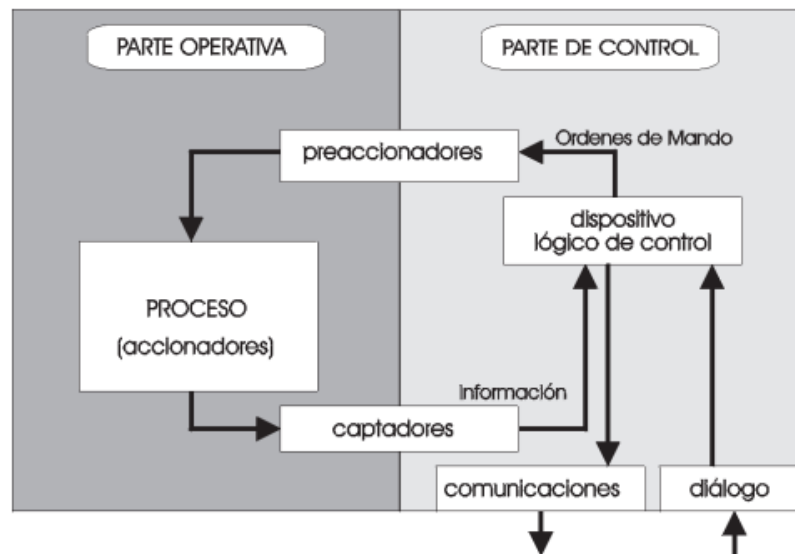 PARTE OPERATIVA
PARTE DE CONTROL
preaccionadores
Ordenes de Mando
dispositivo
lógico de control
PROCESO
(accionadores)
información
captadores
comunicaciones
diálogo